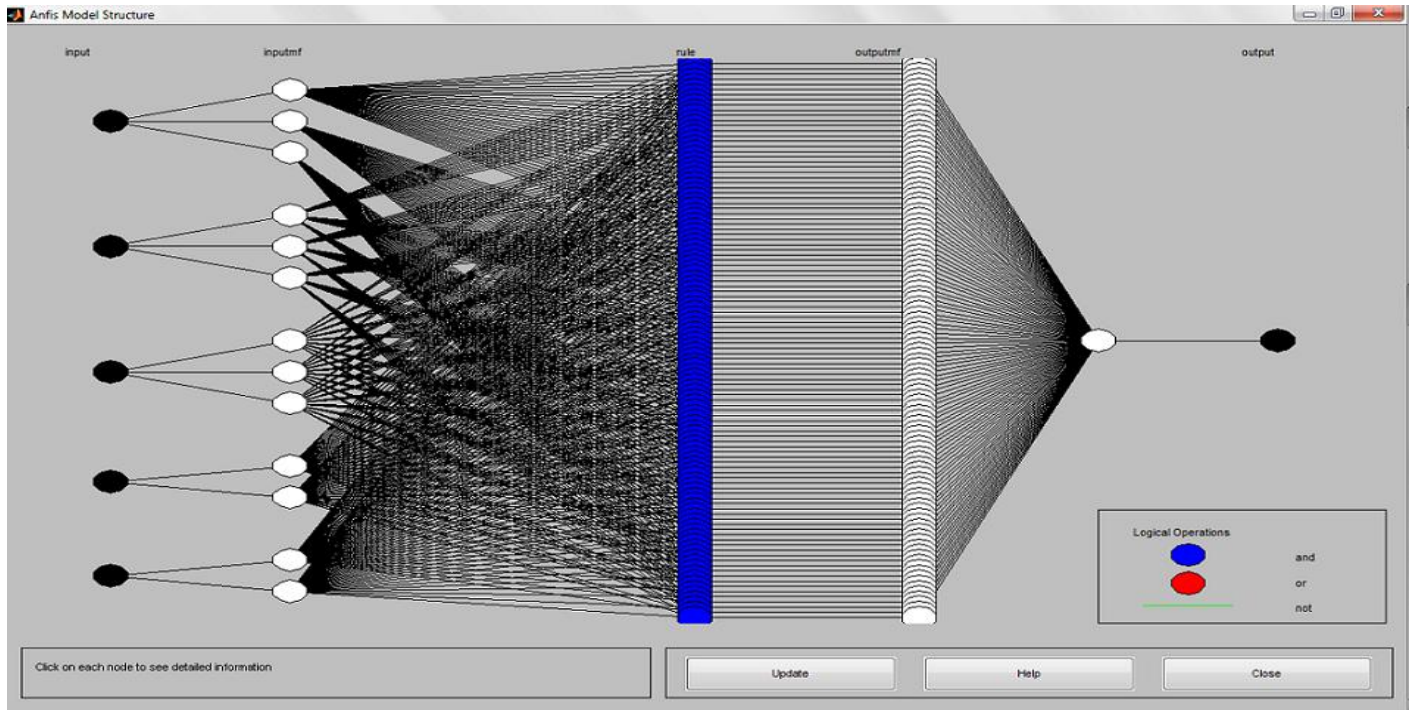 Anfis Model Structure
input inputmf rule outputmf output
Logical Operations
and
or
not
Click on each node to see detailed information
Update Help Close